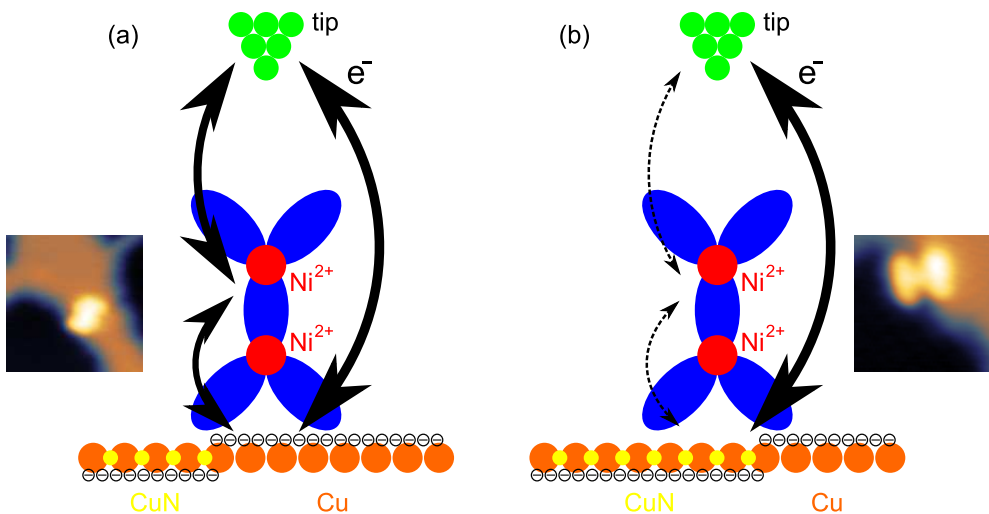 (a)
tip
e-
Ni2+
Ni2+
CuN
Cu
(b)
tip
e-
Ni2+
Ni2+
CuN
Cu